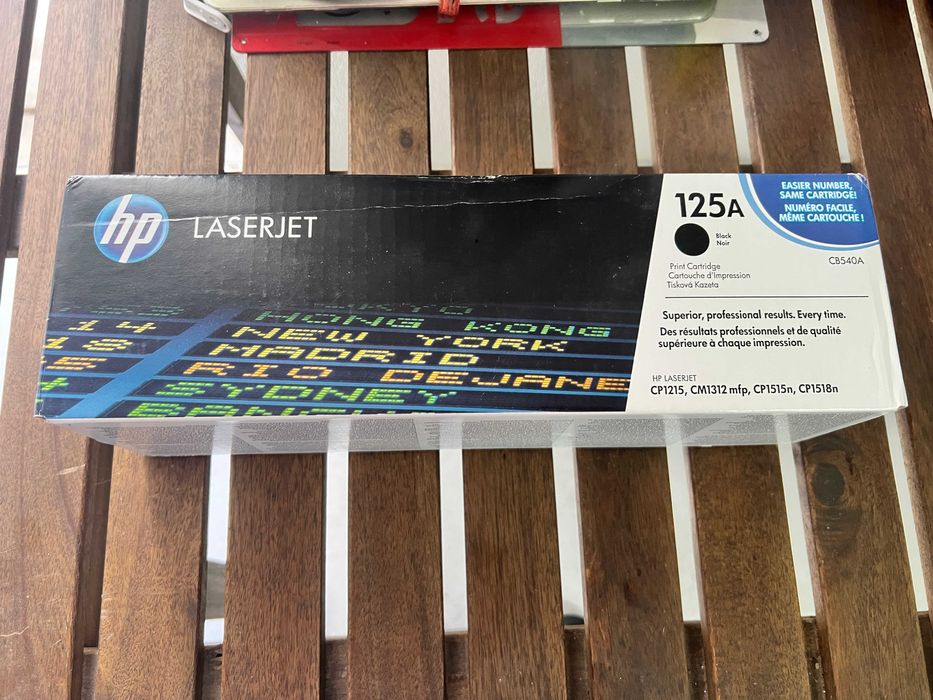 hp LASERJET
HONG KONG
14 NEW YORK
MADRID
RIO DEJANE
SYDNEY
125A
Black
Noir
Print Cartridge
Cartouche d'Impression
Tisková Kazeta
EASIER NUMBER,
SAME CARTRIDGE!
NUMÉRO FACILE,
MÊME CARTOUCHE !
CB540A
Superior, professional results. Every time.
Des résultats professionnels et de qualité
supérieure à chaque impression.
HP LASERJET
CP1215, CM1312 mfp, CP1515n, CP1518n